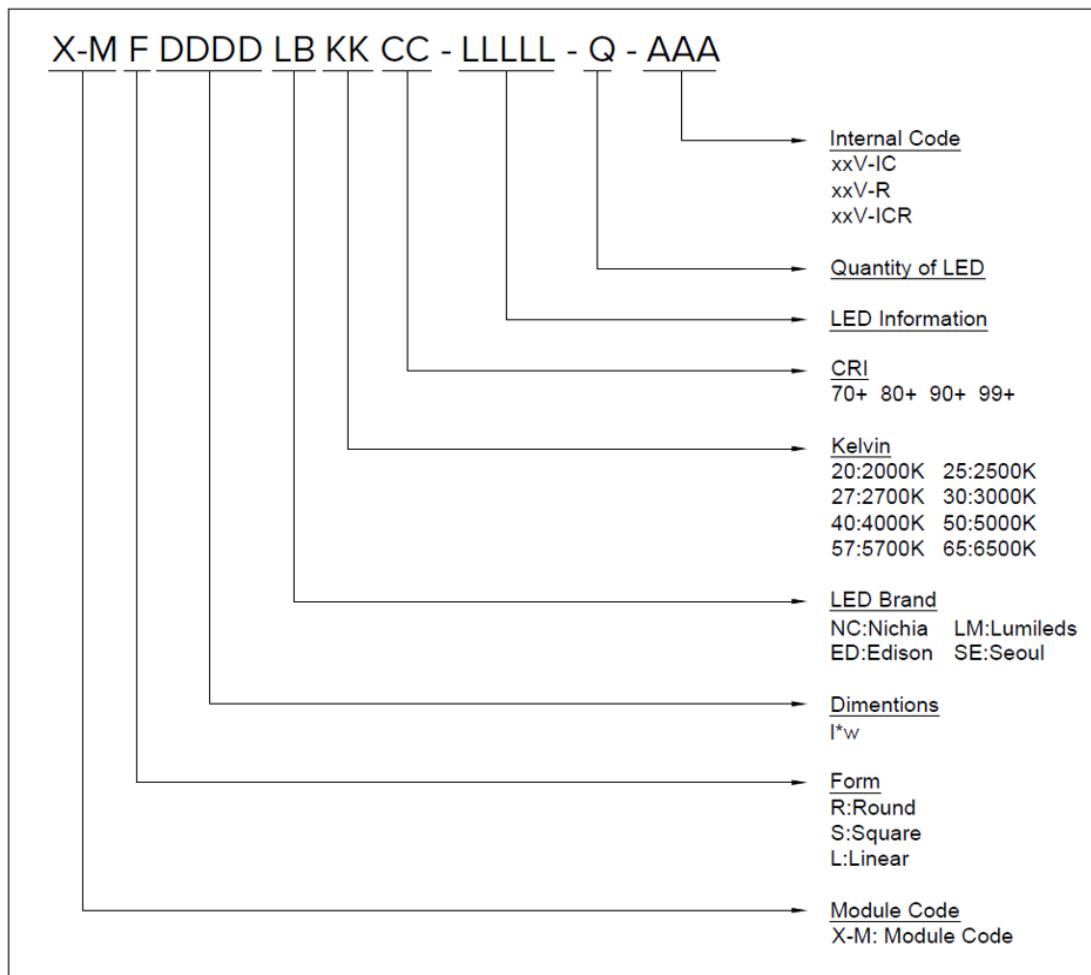 X-M F DDDD LB KK CC - LLLLL - Q - AAA
Internal Code
xxV-IC
xxV-R
xxV-ICR
Quantity of LED
LED Information
CRI
70+ 80+ 90+ 99+
Kelvin
20:2000K 25:2500K
27:2700K 30:3000K
40:4000K 50:5000K
57:5700K 65:6500K
LED Brand
NC:Nichia LM:Lumileds
ED:Edison SE:Seoul
Dimentions
l*w
Form
R:Round
S:Square
L:Linear
Module Code
X-M: Module Code